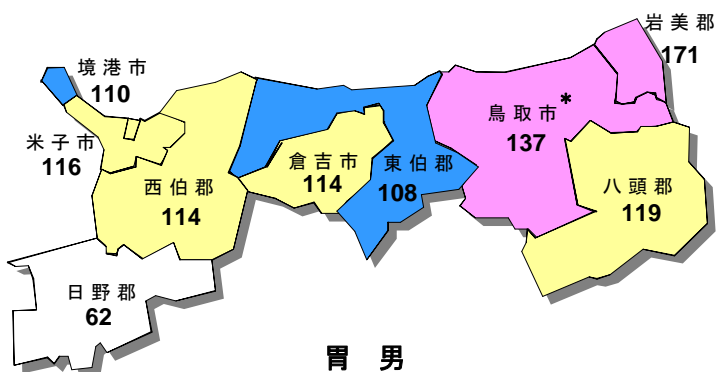 岩美郡
171
境港市
110
鳥取市*
137
米子市
116
倉吉市
114
東伯郡
108
西伯郡
114
八頭郡
119
日野郡
62
胃 男